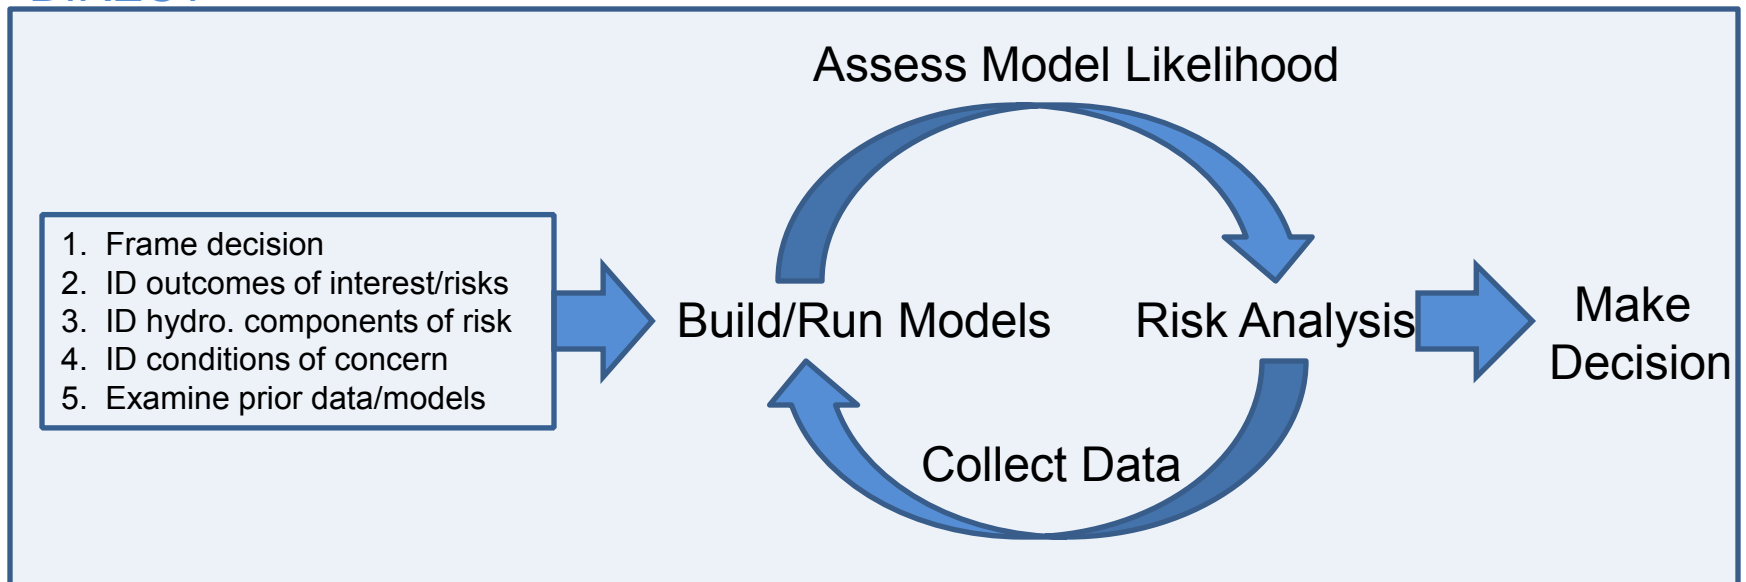 Assess Model Likelihood
1. Frame decision
2. ID outcomes of interest/risks
3. ID hydro. components of risk
4. ID conditions of concern
5. Examine prior data/models
Build/Run Models
Risk Analysis
Make
Decision
Collect Data